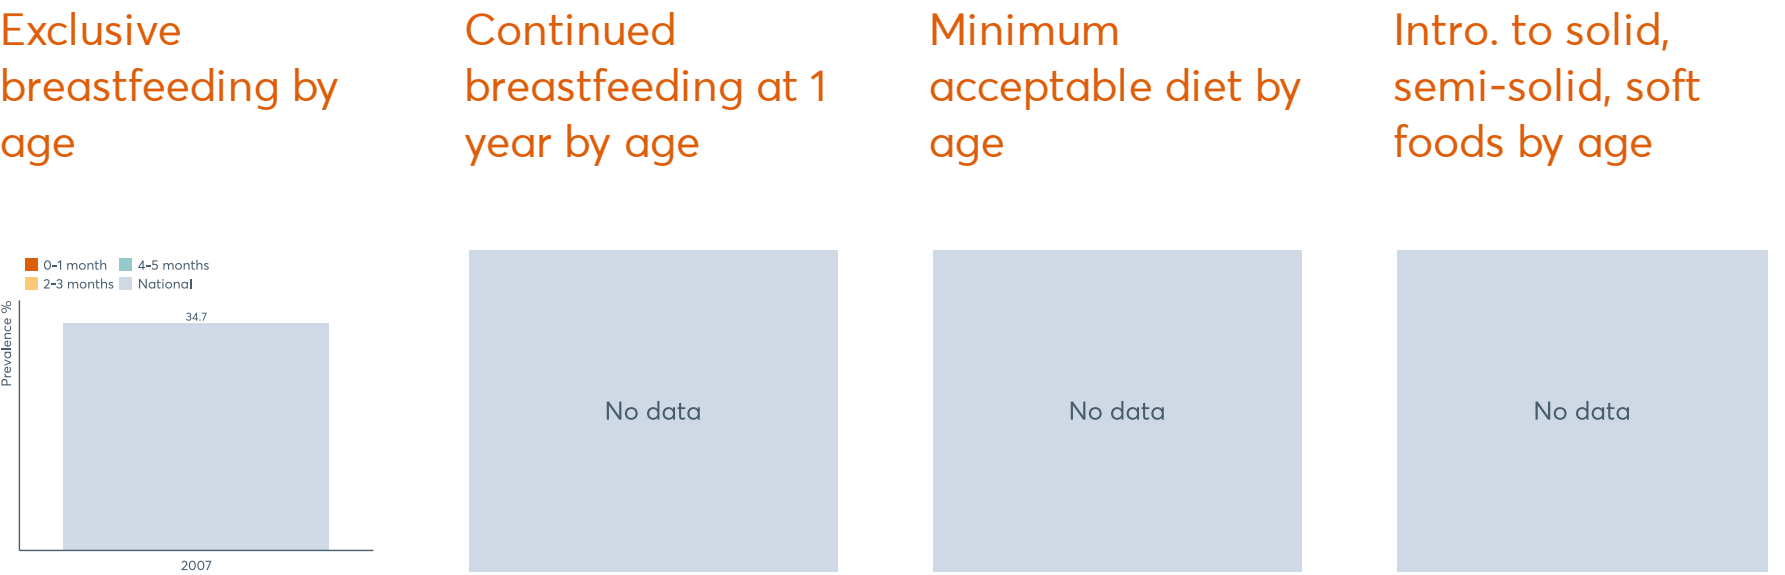 Exclusive
breastfeeding by
age
Continued
breastfeeding at 1
year by age
Minimum
acceptable diet by
age
Intro. to solid,
semi-solid, soft
foods by age
0-1 month
4-5 months
2-3 months
National
Prevalence %
34.7
2007
No data
No data
No data